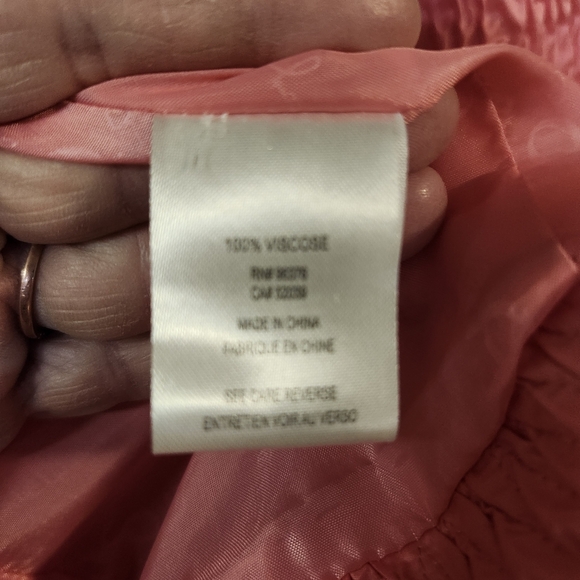 100% VISCOSE
RN#
CA#
MADE IN CHINA
FABRIQUE EN CHINE
SEE CARE REVERSE
ENTRETIEN VOIR AU VERSO